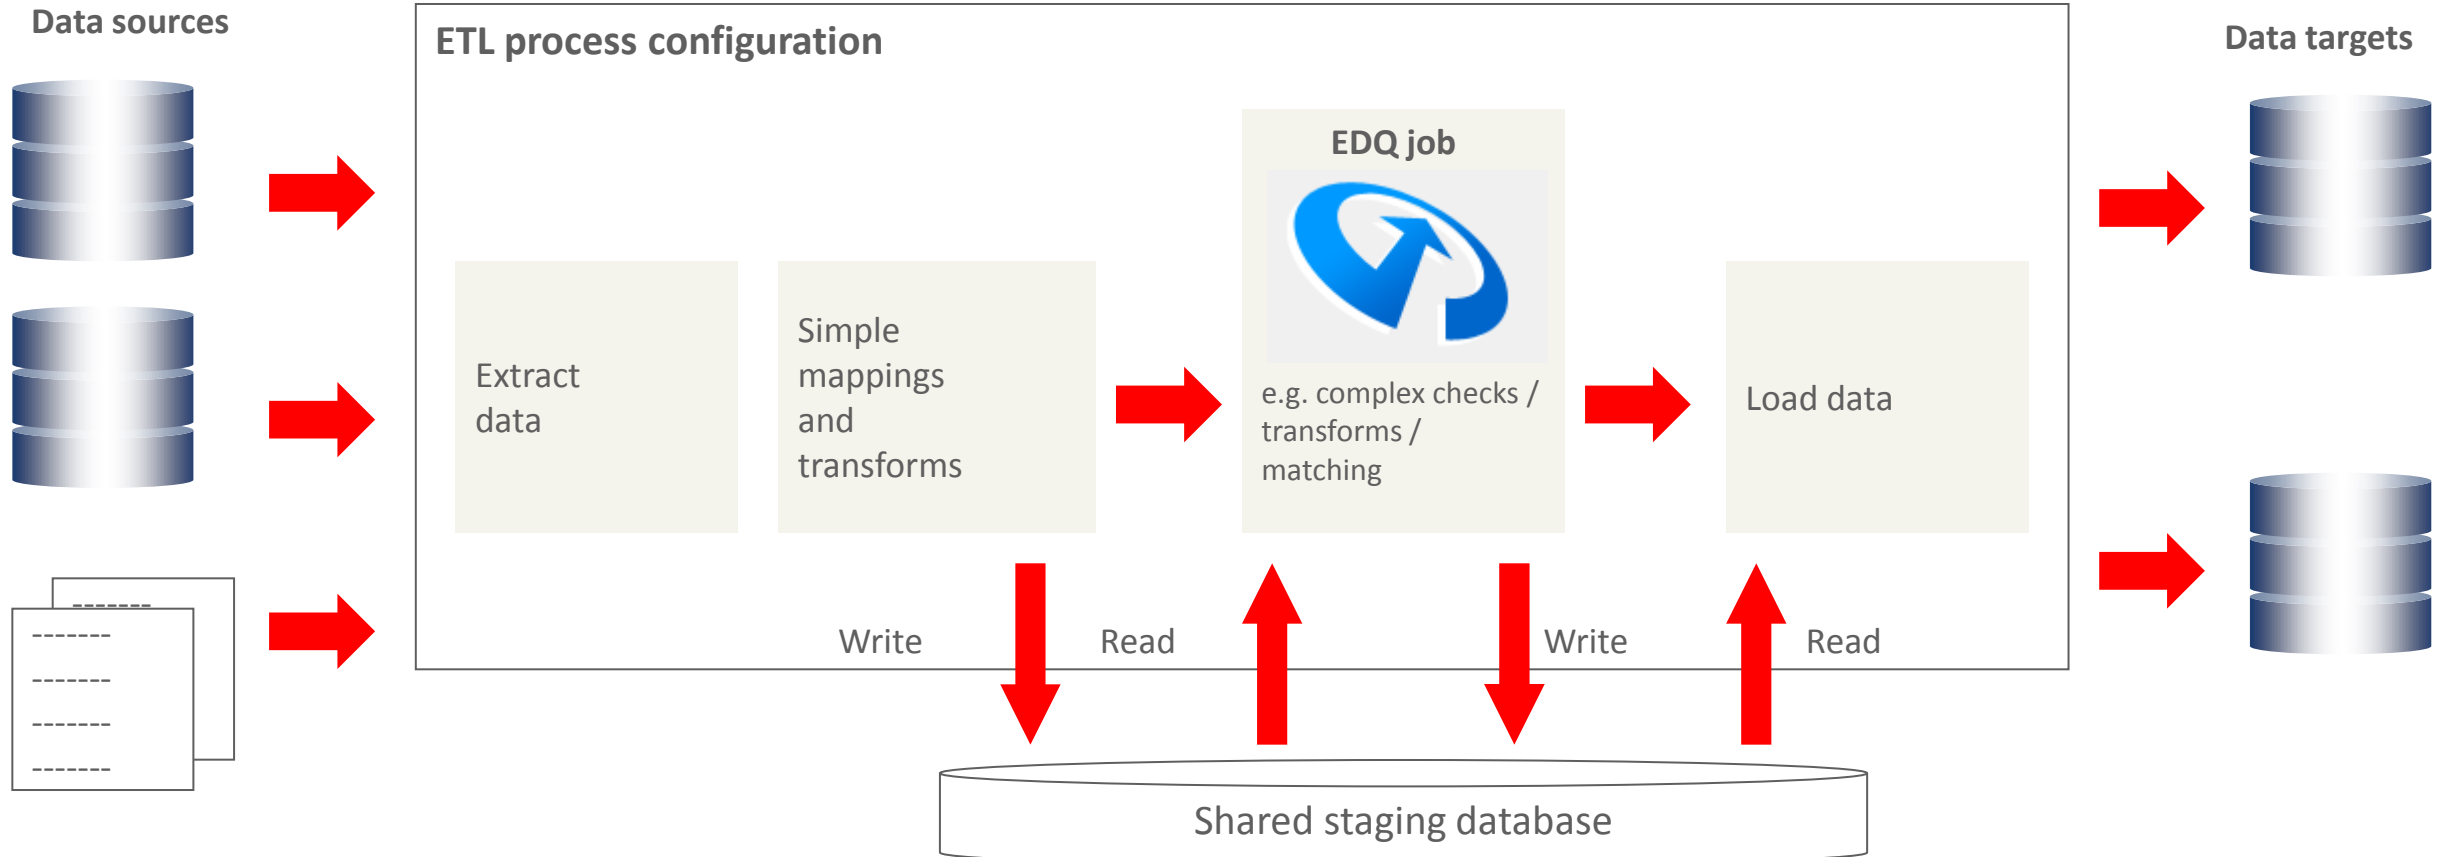 Data sources
ETL process configuration
Data targets
EDQ job
Extract
data
Simple
mappings
and
transforms
e.g. complex checks /
transforms /
matching
Load data
-------
-------
-------
-------
-------
Write
Read
Write
Read
Shared staging database